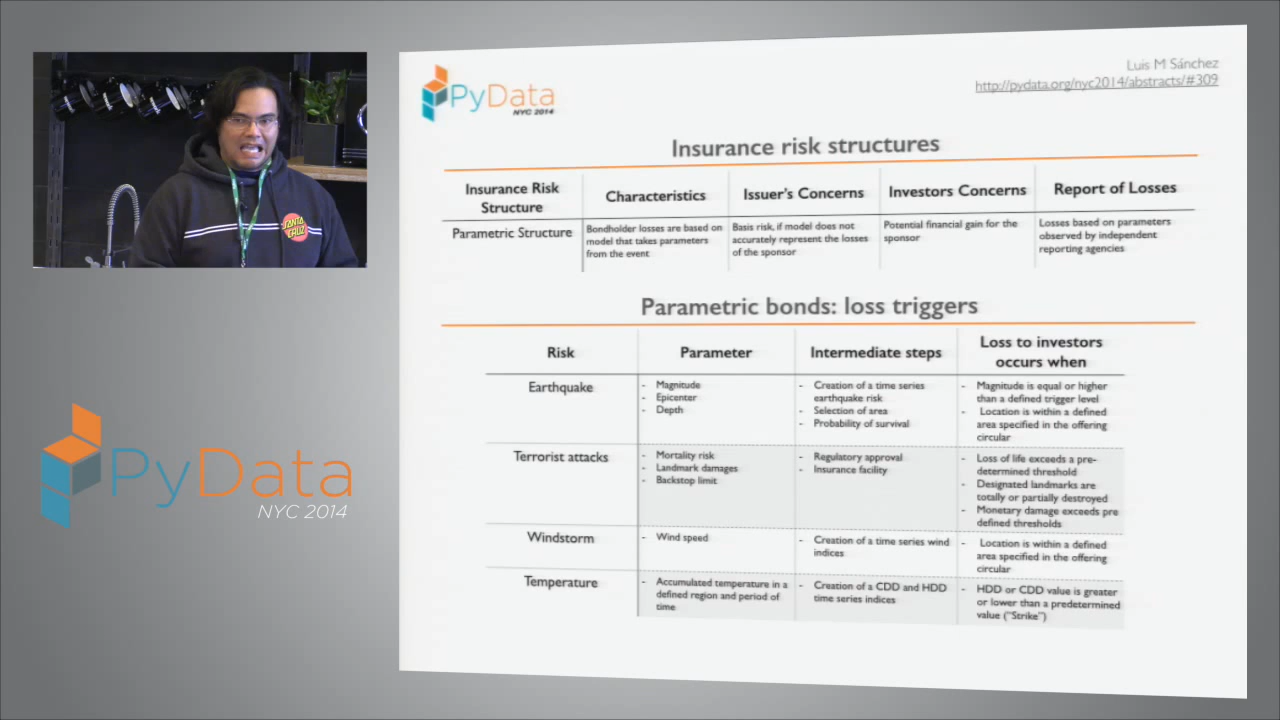 SANTA
CRUZ
PyData
NYC 2014
PyData
NYC 2014
Luis M Sánchez
http://pydata.org/nyc2014/abstracts/#309
Insurance risk structures
Insurance Risk
Structure
Characteristics
Issuer's Concerns
Investors Concerns
Report of Losses
Parametric Structure
Bondholder losses are based on
model that takes parameters
from the event
Basis risk, if model does not
accurately represent the losses
of the sponsor
Potential financial gain for the
sponsor
Losses based on parameters
observed by independent
reporting agencies
Parametric bonds: loss triggers
Risk
Parameter
Intermediate steps
Loss to investors
occurs when
Earthquake
- Magnitude
- Epicenter
- Depth
- Creation of a time series
earthquake risk
- Selection of area
- Probability of survival
- Magnitude is equal or higher
than a defined trigger level
- Location is within a defined
area specified in the offering
circular
Terrorist attacks
- Mortality risk
- Landmark damages
- Backstop limit
- Regulatory approval
- Insurance facility
- Loss of life exceeds a pre-
determined threshold
- Designated landmarks are
totally or partially destroyed
- Monetary damage exceeds pre
defined thresholds
Windstorm
- Wind speed
- Creation of a time series wind
indices
- Location is within a defined
area specified in the offering
circular
Temperature
- Accumulated temperature in a
defined region and period of
time
- Creation of a CDD and HDD
time series indices
- HDD or CDD value is greater
or lower than a predetermined
value ("Strike")